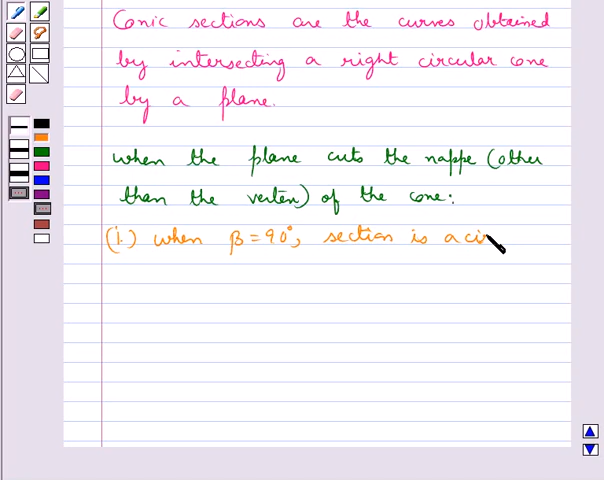 Conic sections are the curves obtained
by intersecting a right circular cone
by a plane.
when the plane cuts the nappe (other
than the vertex) of the cone:
(i.) when β = 90°, section is a ci